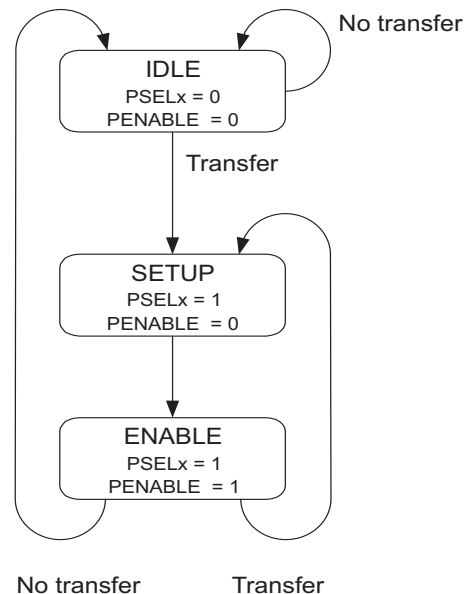 No transfer
IDLE
PSELx = 0
PENABLE = 0
Transfer
SETUP
PSELx = 1
PENABLE = 0
ENABLE
PSELx = 1
PENABLE = 1
No transfer
Transfer